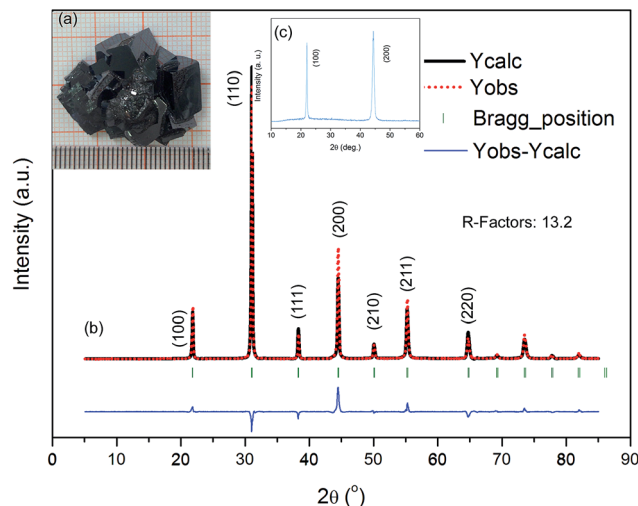 (a)
(c)
Intensity (a. u.)
(100)
(200)
10 20 30 40 50 60
2θ (deg.)
Ycalc
Yobs
Bragg_position
Yobs-Ycalc
R-Factors: 13.2
Intensity (a.u.)
(b)
(100)
(110)
(111)
(200)
(210)
(211)
(220)
0 10 20 30 40 50 60 70 80 90
2θ (°)